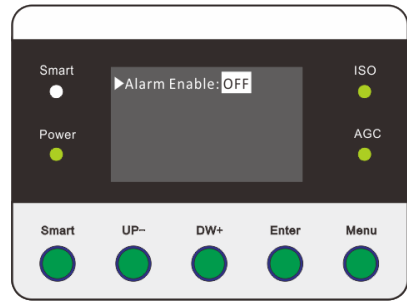 Smart
ISO
▶Alarm Enable: OFF
Power
AGC
Smart UP- DW+ Enter Menu